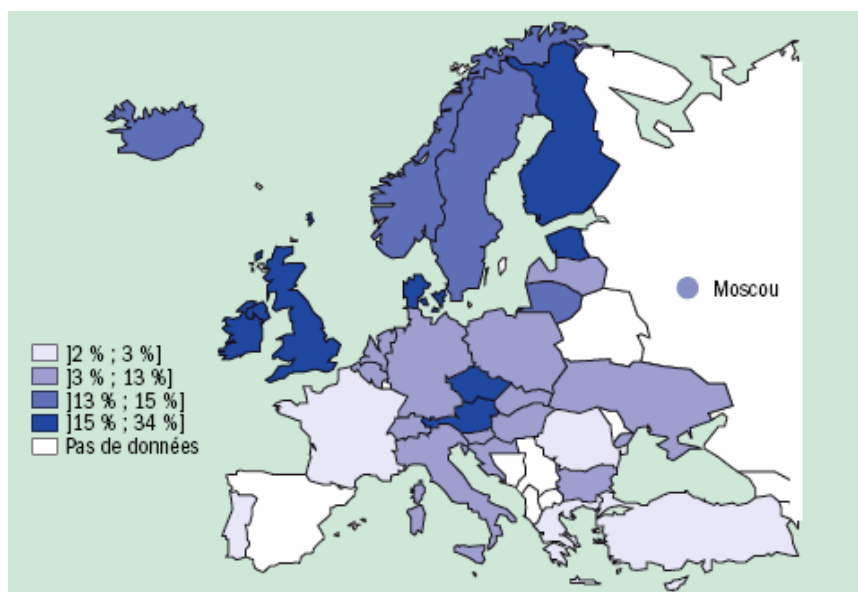 Moscou
]2 % ; 3 %]
]3 % ; 13 %]
]13 % ; 15 %]
]15 % ; 34 %]
Pas de données